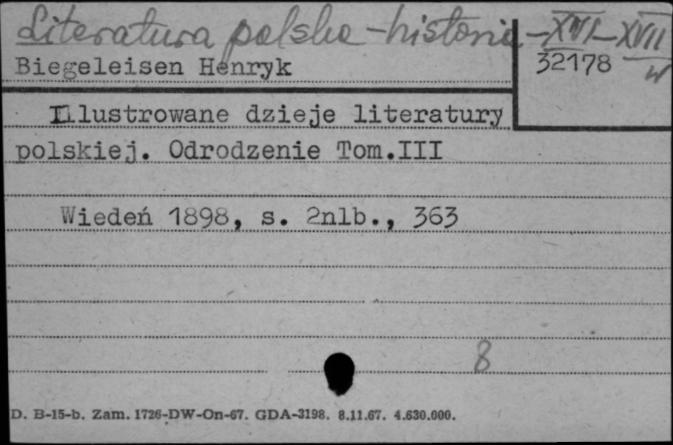 Literatura polska - historia - XVI - XVII w
Biegeleisen Henryk
32178
Illustrowane dzieje literatury
polskiej. Odrodzenie Tom.III
Wiedeń 1898, s. 2nlb., 363
8
D. B-15-b. Zam. 1726-DW-On-67. GDA-3198. 8.11.67. 4.630.000.